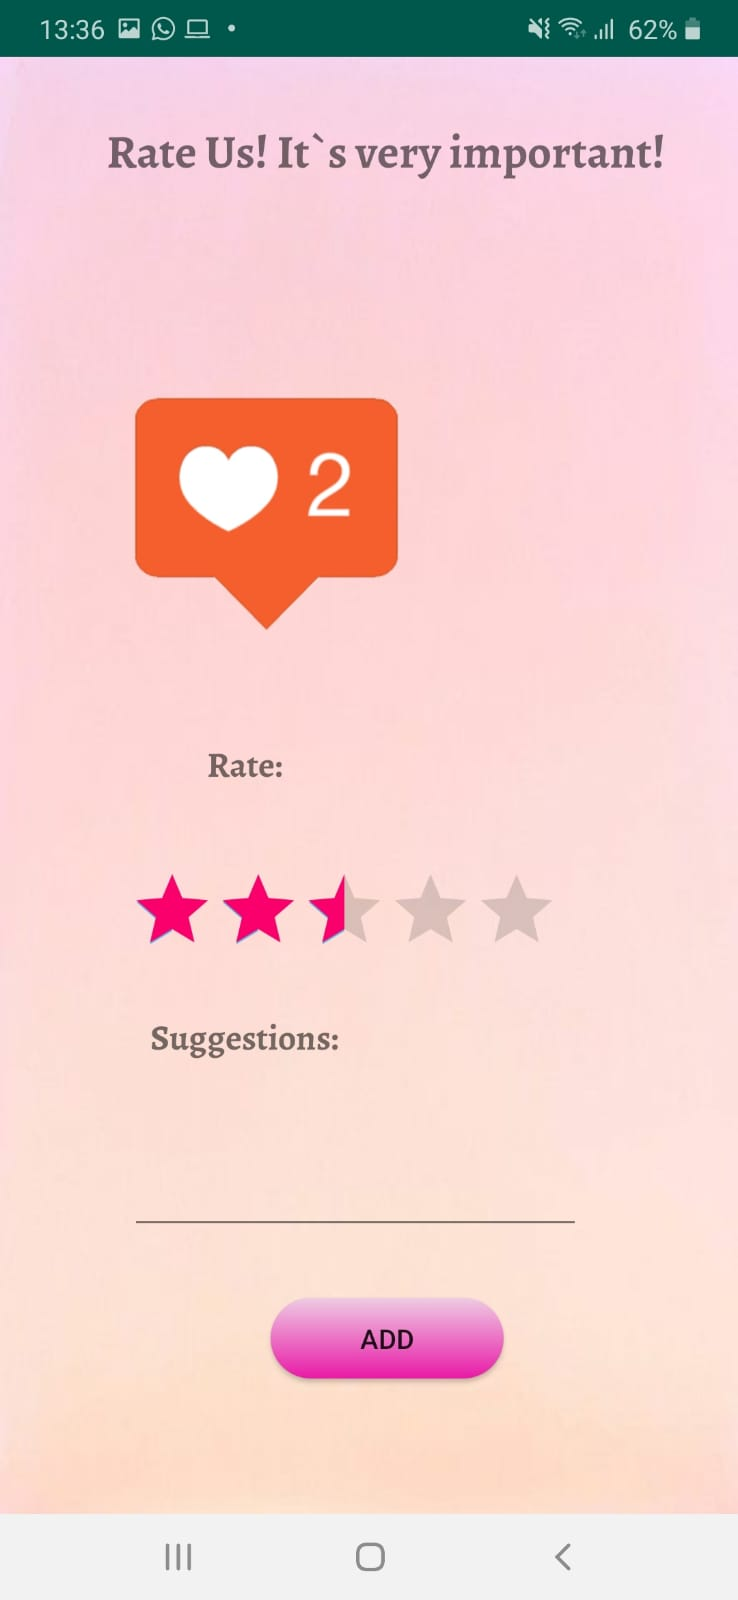 13:36 62%
Rate Us! It`s very important!
2
Rate:
Suggestions:
ADD